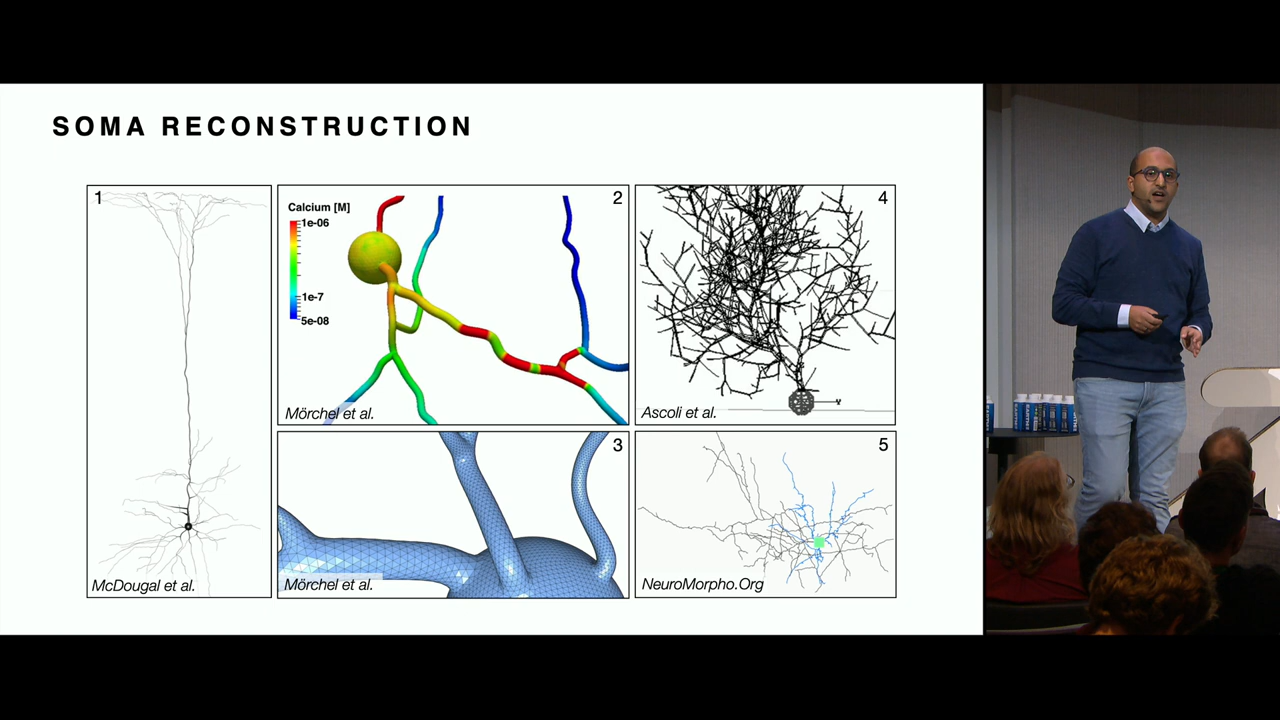 SOMA RECONSTRUCTION
1
McDougal et al.
2
Calcium [M]
1e-06
1e-7
5e-08
Mörchel et al.
3
Mörchel et al.
4
Ascoli et al.
5
NeuroMorpho.Org